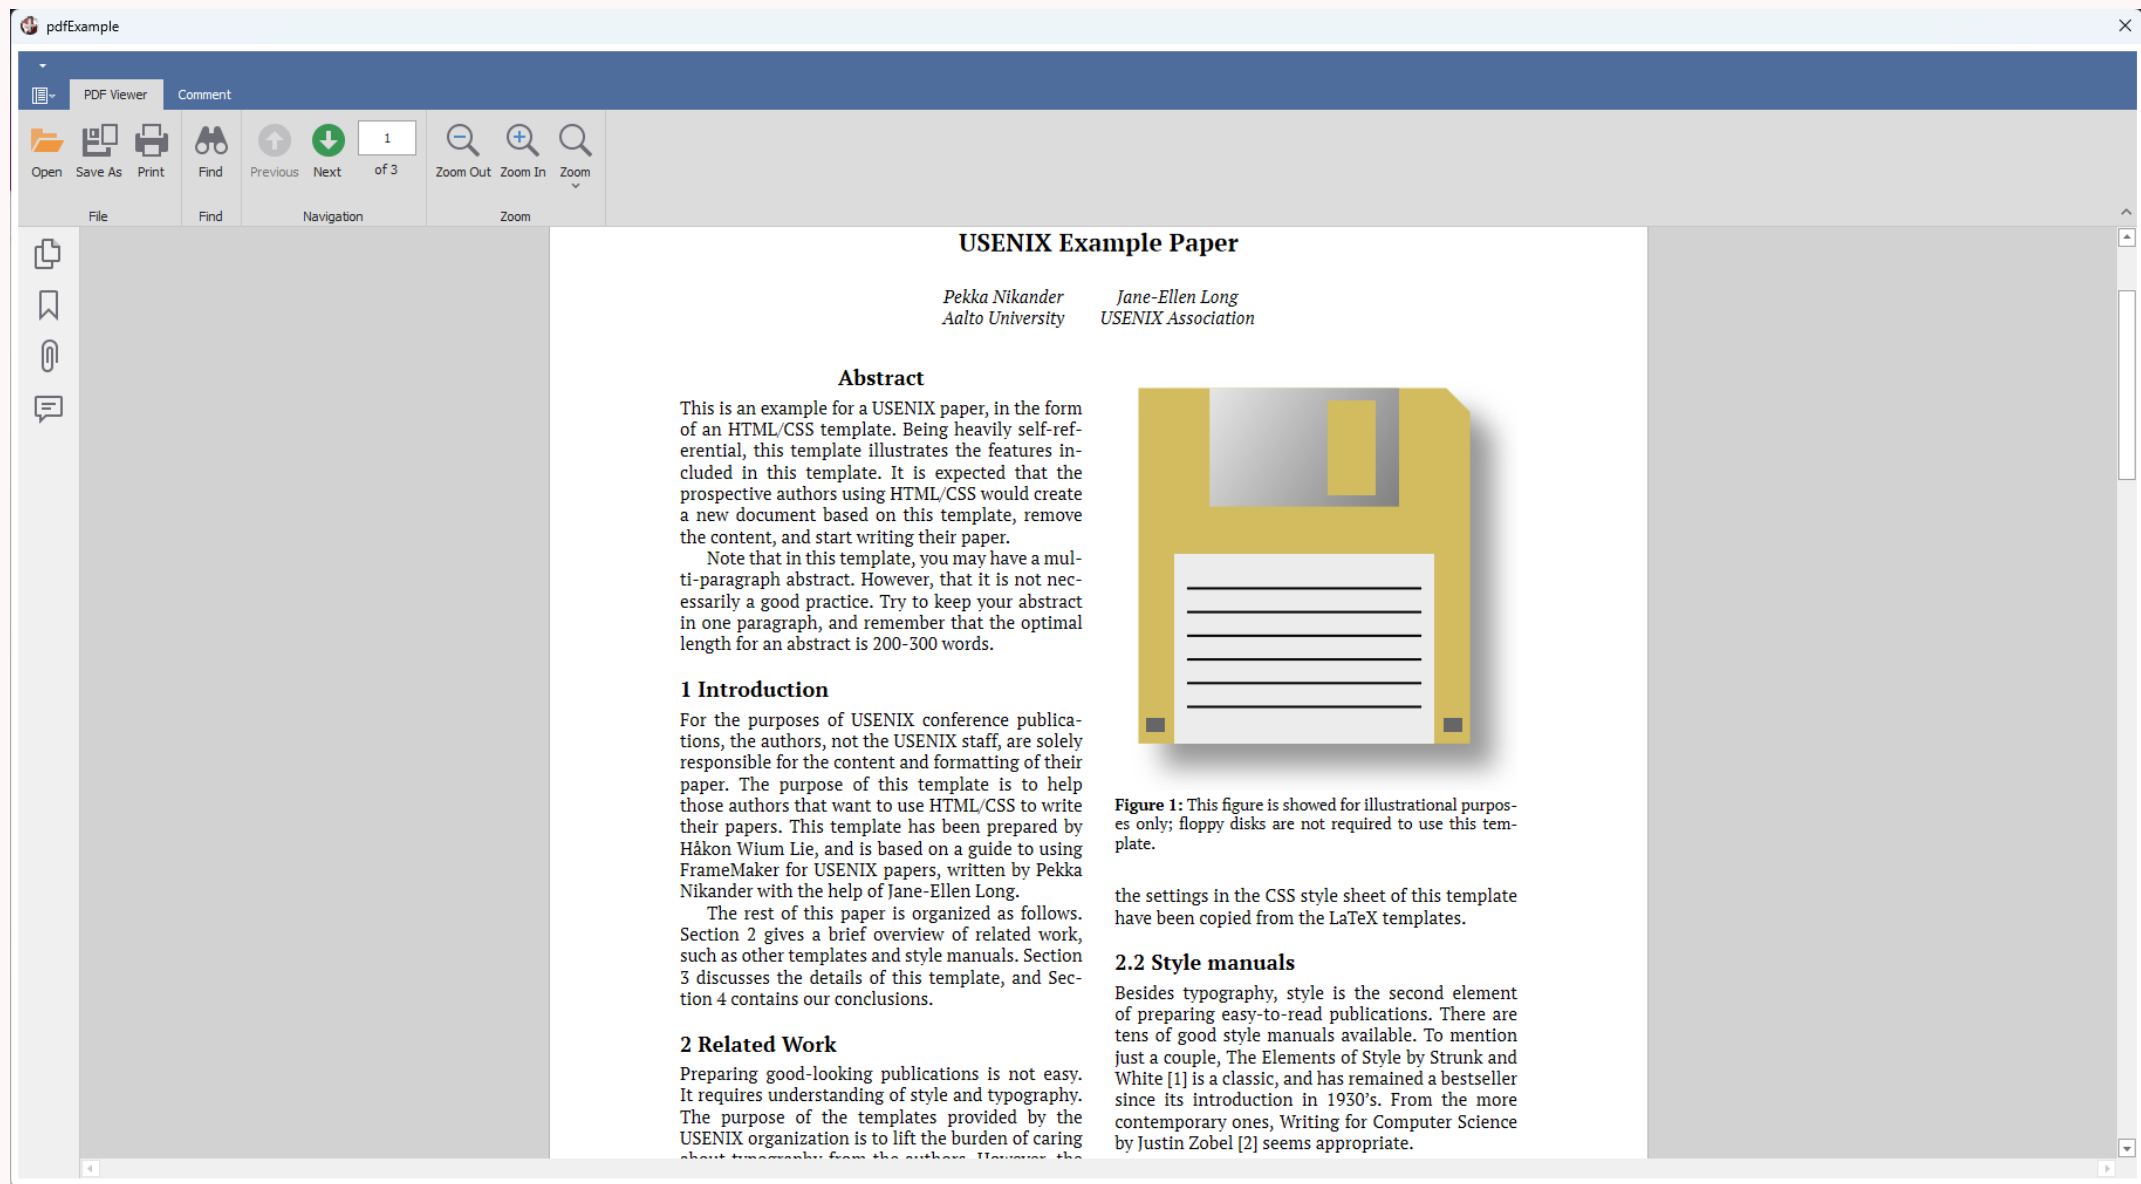 pdfExample
PDF Viewer
Comment
Open
Save As
Print
Find
Previous
Next
1
of 3
Zoom Out
Zoom In
Zoom
File
Find
Navigation
Zoom
USENIX Example Paper
Pekka Nikander
Aalto University
Jane-Ellen Long
USENIX Association
Abstract
This is an example for a USENIX paper, in the form
of an HTML/CSS template. Being heavily self-ref-
erential, this template illustrates the features in-
cluded in this template. It is expected that the
prospective authors using HTML/CSS would create
a new document based on this template, remove
the content, and start writing their paper.
Note that in this template, you may have a mul-
ti-paragraph abstract. However, that it is not nec-
essarily a good practice. Try to keep your abstract
in one paragraph, and remember that the optimal
length for an abstract is 200-300 words.
1 Introduction
For the purposes of USENIX conference publica-
tions, the authors, not the USENIX staff, are solely
responsible for the content and formatting of their
paper. The purpose of this template is to help
those authors that want to use HTML/CSS to write
their papers. This template has been prepared by
Håkon Wium Lie, and is based on a guide to using
FrameMaker for USENIX papers, written by Pekka
Nikander with the help of Jane-Ellen Long.
The rest of this paper is organized as follows.
Section 2 gives a brief overview of related work,
such as other templates and style manuals. Section
3 discusses the details of this template, and Sec-
tion 4 contains our conclusions.
2 Related Work
Preparing good-looking publications is not easy.
It requires understanding of style and typography.
The purpose of the templates provided by the
USENIX organization is to lift the burden of caring
about typography from the authors. However, the
Figure 1: This figure is showed for illustrational purpos-
es only; floppy disks are not required to use this tem-
plate.
the settings in the CSS style sheet of this template
have been copied from the LaTeX templates.
2.2 Style manuals
Besides typography, style is the second element
of preparing easy-to-read publications. There are
tens of good style manuals available. To mention
just a couple, The Elements of Style by Strunk and
White [1] is a classic, and has remained a bestseller
since its introduction in 1930’s. From the more
contemporary ones, Writing for Computer Science
by Justin Zobel [2] seems appropriate.